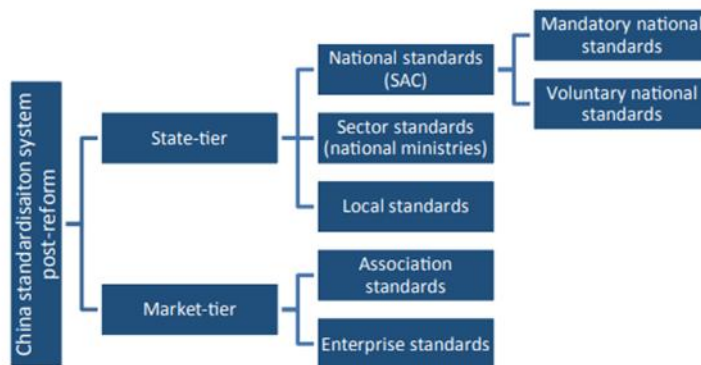 China standardisaiton system
post-reform
State-tier
Market-tier
National standards
(SAC)
Sector standards
(national ministries)
Local standards
Association
standards
Enterprise standards
Mandatory national
standards
Voluntary national
standards